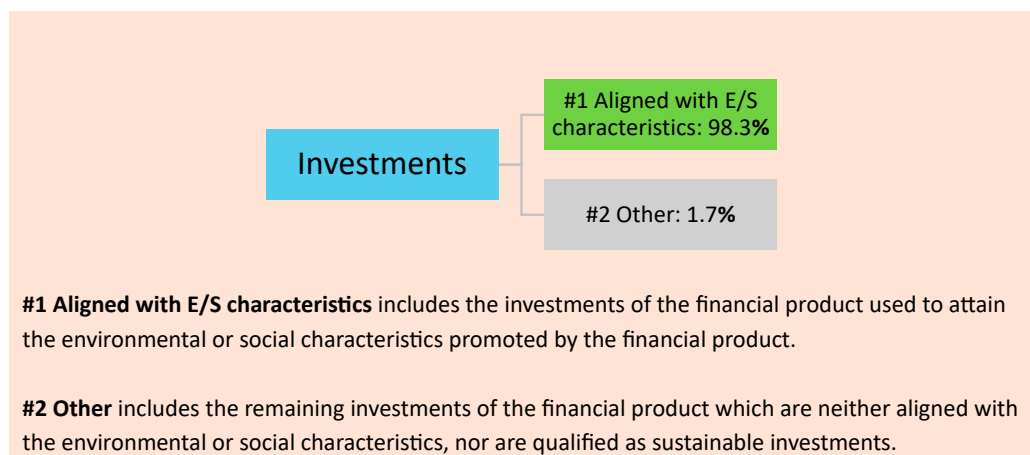 Investments
#1 Aligned with E/S
characteristics: 98.3%
#2 Other: 1.7%
#1 Aligned with E/S characteristics includes the investments of the financial product used to attain
the environmental or social characteristics promoted by the financial product.
#2 Other includes the remaining investments of the financial product which are neither aligned with
the environmental or social characteristics, nor are qualified as sustainable investments.